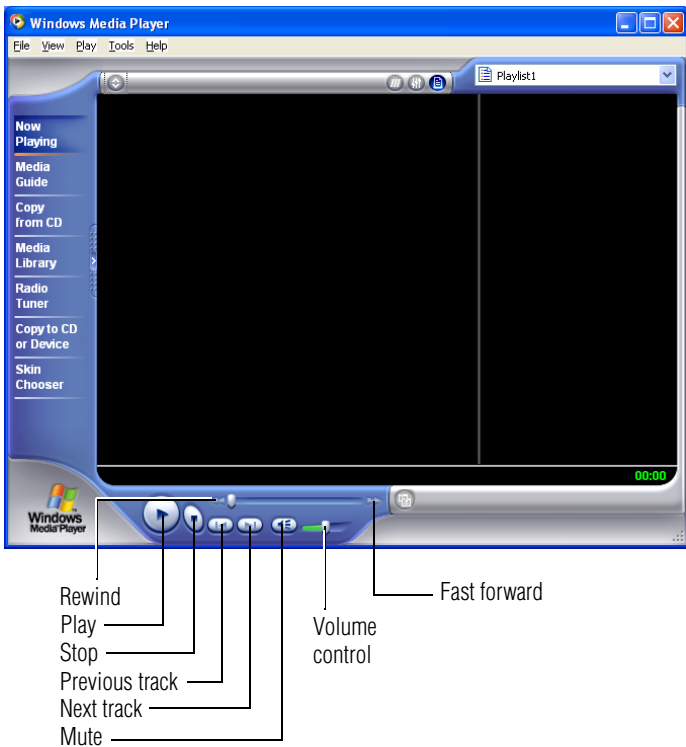 Windows Media Player
File View Play Tools Help
Playlist1
Now
Playing
Media
Guide
Copy
from CD
Media
Library
Radio
Tuner
Copy to CD
or Device
Skin
Chooser
00:00
Windows
Media Player
Rewind
Play
Stop
Previous track
Next track
Mute
Volume
control
Fast forward